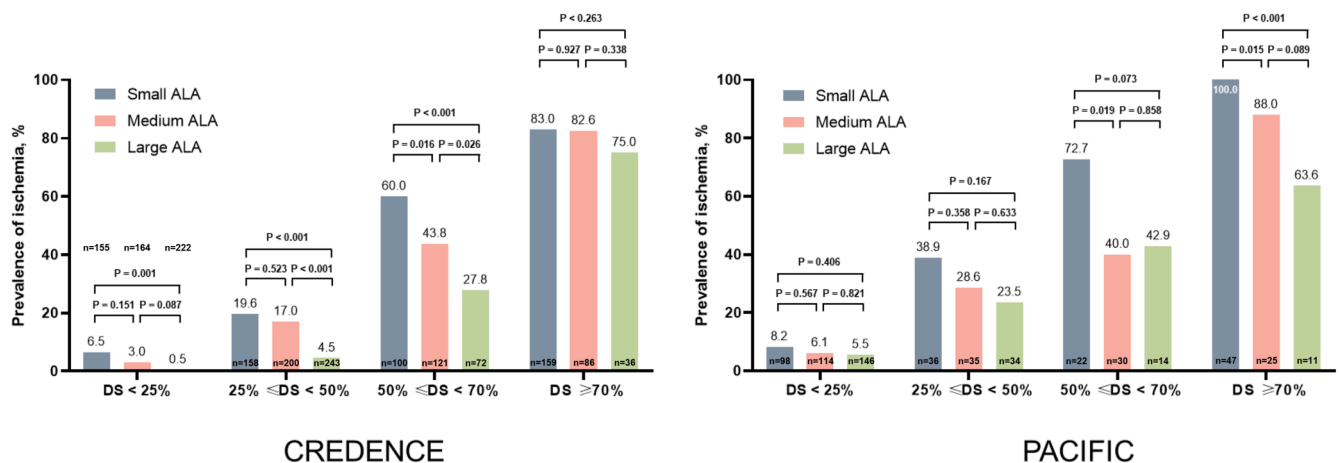 P < 0.263
P = 0.927 P = 0.338
100
80
60
40
20
0
Prevalence of ischemia, %
Small ALA
Medium ALA
Large ALA
P < 0.001
P = 0.016 P = 0.026
83.0 82.6 75.0
60.0 43.8 27.8
n=155 n=164 n=222
P = 0.001
P = 0.151 P = 0.087
6.5 3.0 0.5
P < 0.001
P = 0.523 P < 0.001
19.6 17.0 4.5
n=158 n=200 n=243
n=100 n=121 n=72
n=159 n=86 n=36
DS < 25% 25% ≤DS < 50% 50% ≤DS < 70% DS ≥70%
CREDENCE
P < 0.001
P = 0.015 P = 0.089
100
80
60
40
20
0
Prevalence of ischemia, %
Small ALA
Medium ALA
Large ALA
P = 0.073
P = 0.019 P = 0.858
100.0 88.0 63.6
72.7 40.0 42.9
P = 0.167
P = 0.358 P = 0.633
38.9 28.6 23.5
P = 0.406
P = 0.567 P = 0.821
8.2 6.1 5.5
n=98 n=114 n=146
n=36 n=35 n=34
n=22 n=30 n=14
n=47 n=25 n=11
DS < 25% 25% ≤DS < 50% 50% ≤DS < 70% DS ≥70%
PACIFIC